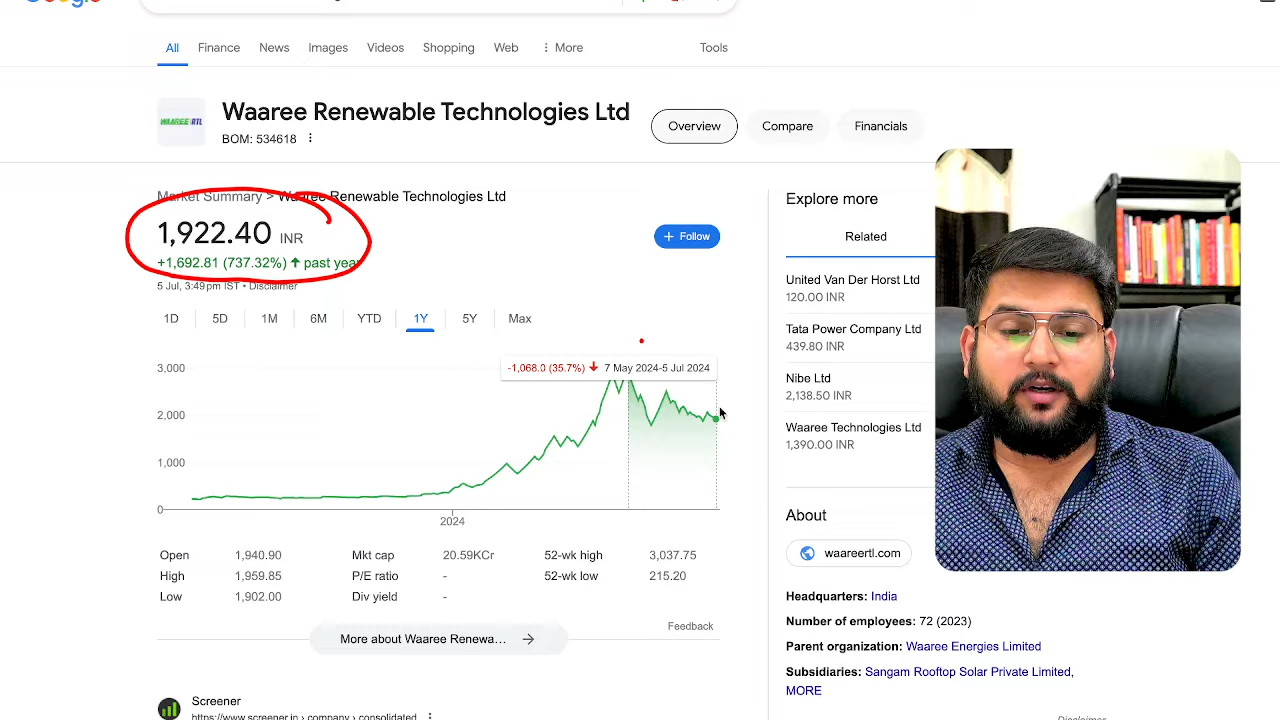 All Finance News Images Videos Shopping Web ⋮ More Tools
WAAREE RTL
Waaree Renewable Technologies Ltd
BOM: 534618 ⋮
Overview Compare Financials
Market Summary > Waaree Renewable Technologies Ltd
1,922.40 INR
+1,692.81 (737.32%) ↑ past year
5 Jul, 3:49 pm IST • Disclaimer
+ Follow
1D 5D 1M 6M YTD 1Y 5Y Max
-1,068.0 (35.7%) ↓ 7 May 2024-5 Jul 2024
3,000
2,000
1,000
0
2024
Open 1,940.90 Mkt cap 20.59KCr 52-wk high 3,037.75
High 1,959.85 P/E ratio - 52-wk low 215.20
Low 1,902.00 Div yield -
More about Waaree Renewa... →
Feedback
Screener
https://www.screener.in › company › consolidated ⋮
Explore more
Related
United Van Der Horst Ltd
120.00 INR
Tata Power Company Ltd
439.80 INR
Nibe Ltd
2,138.50 INR
Waaree Technologies Ltd
1,390.00 INR
About
waareertl.com
Headquarters: India
Number of employees: 72 (2023)
Parent organization: Waaree Energies Limited
Subsidiaries: Sangam Rooftop Solar Private Limited,
MORE
Disclaimer